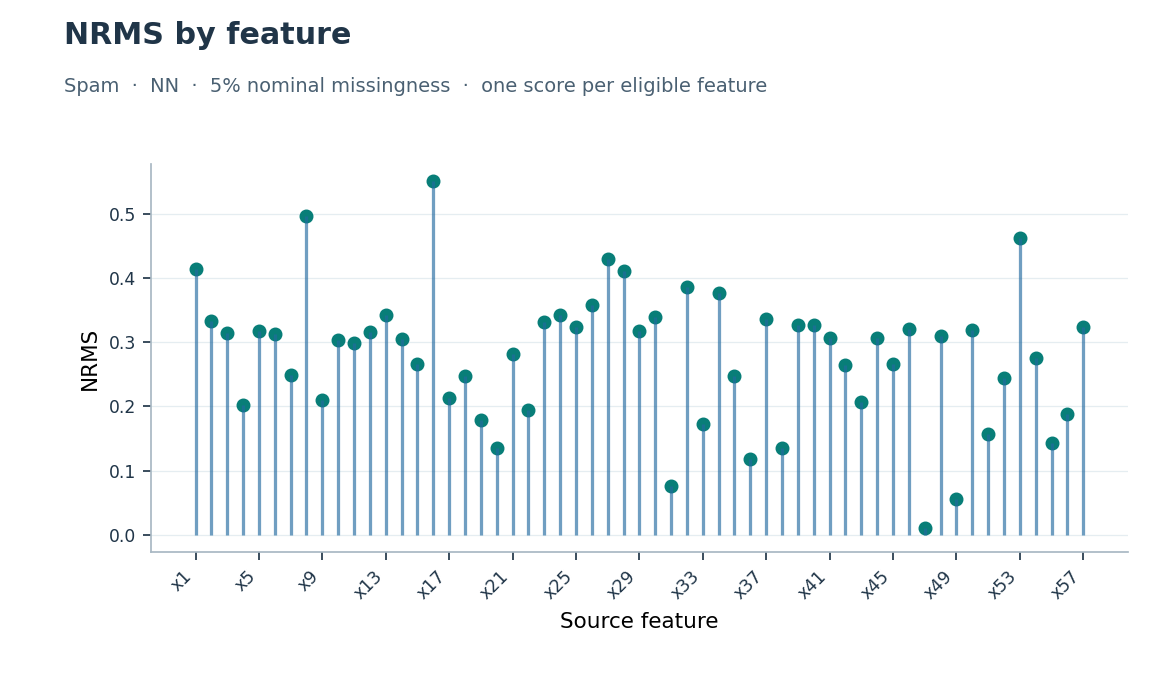 NRMS by feature
Spam · NN · 5% nominal missingness · one score per eligible feature
NRMS
0.5
0.4
0.3
0.2
0.1
0.0
x1 x5 x9 x13 x17 x21 x25 x29 x33 x37 x41 x45 x49 x53 x57
Source feature